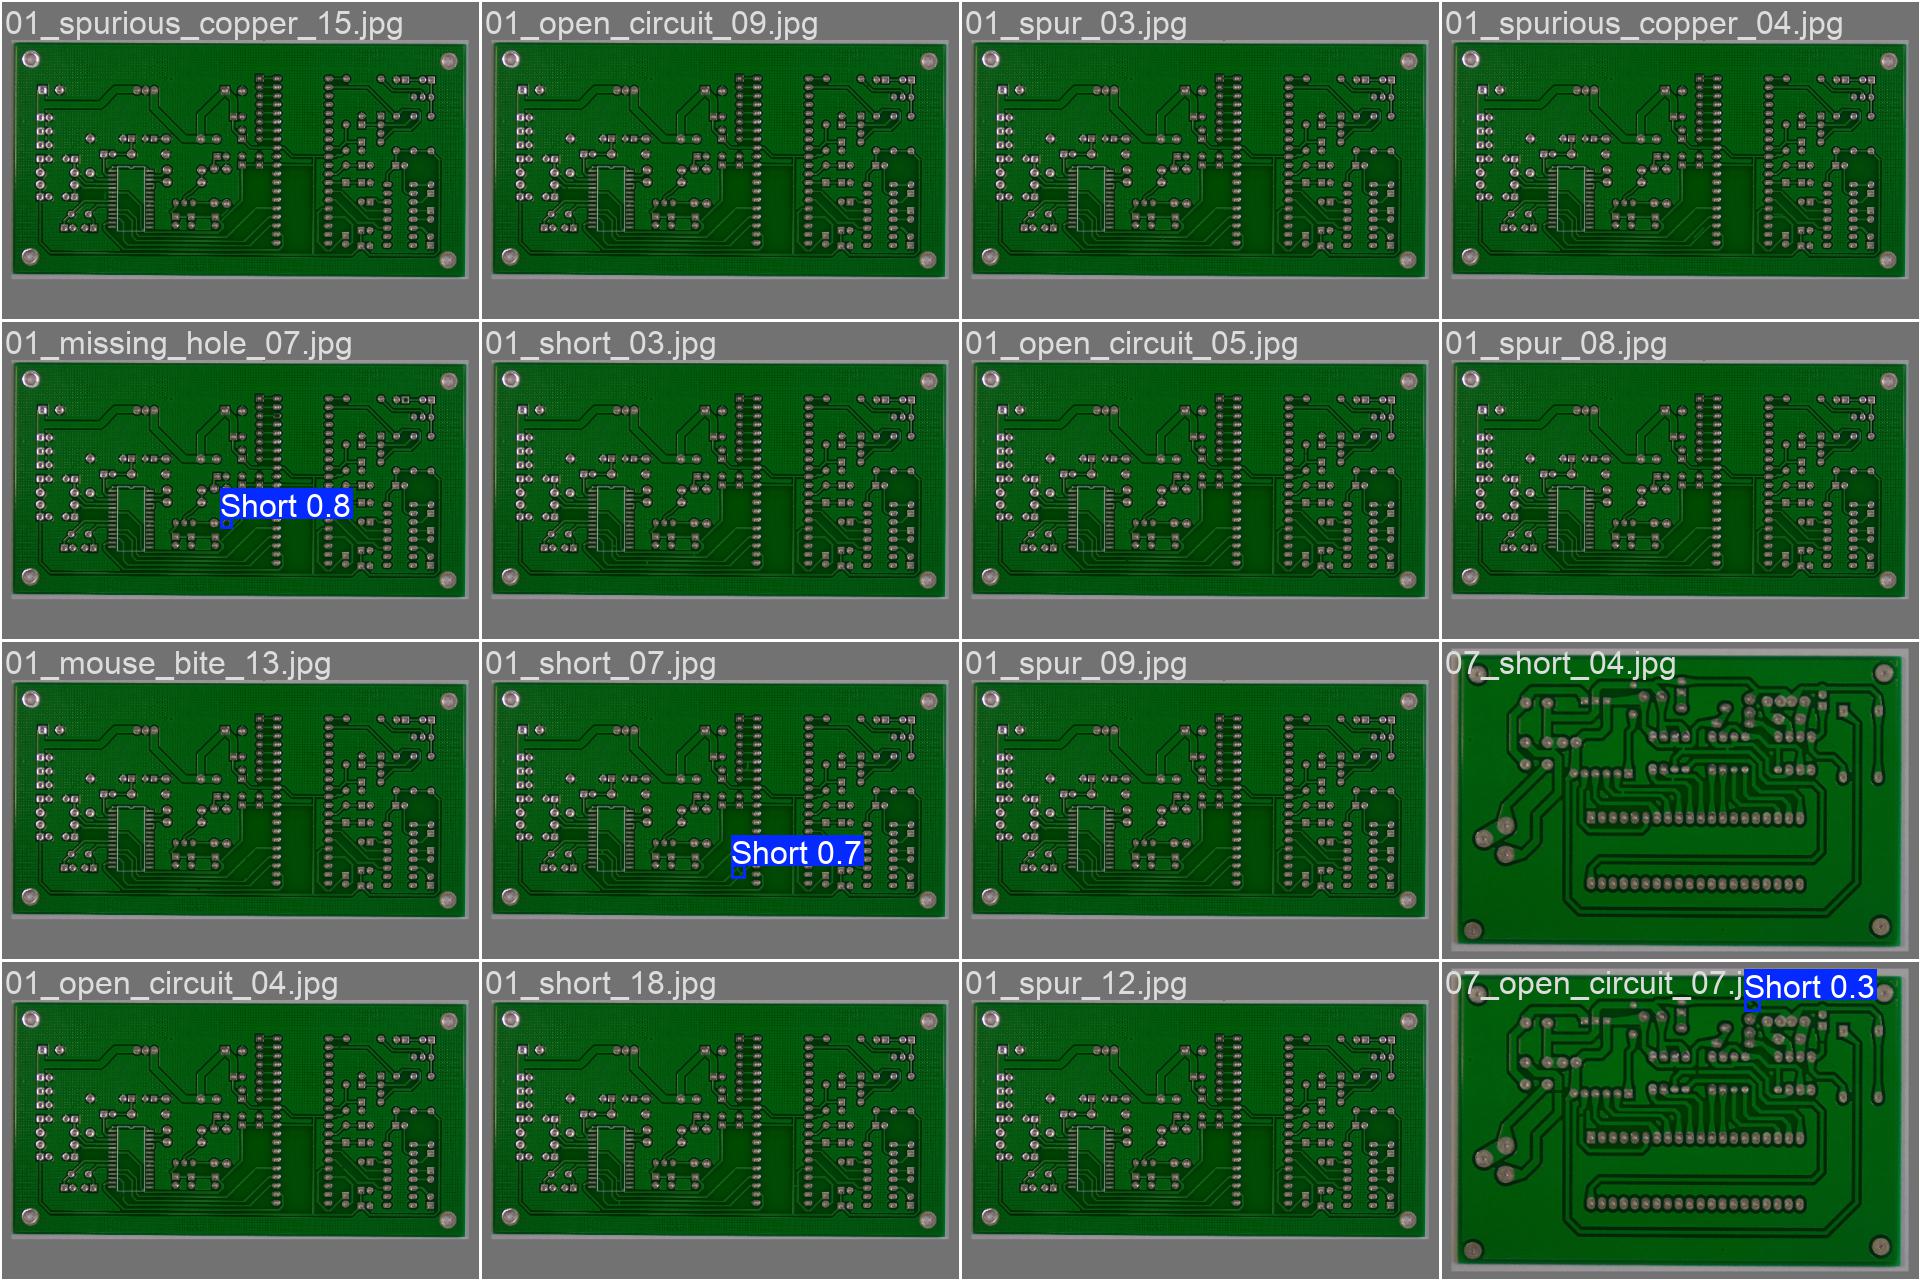 01_spurious_copper_15.jpg
01_open_circuit_09.jpg
01_spur_03.jpg
01_spurious_copper_04.jpg
01_missing_hole_07.jpg
01_short_03.jpg
01_open_circuit_05.jpg
01_spur_08.jpg
Short 0.8
01_mouse_bite_13.jpg
01_short_07.jpg
01_spur_09.jpg
07_short_04.jpg
Short 0.7
01_open_circuit_04.jpg
01_short_18.jpg
01_spur_12.jpg
07_open_circuit_07.j
Short 0.3